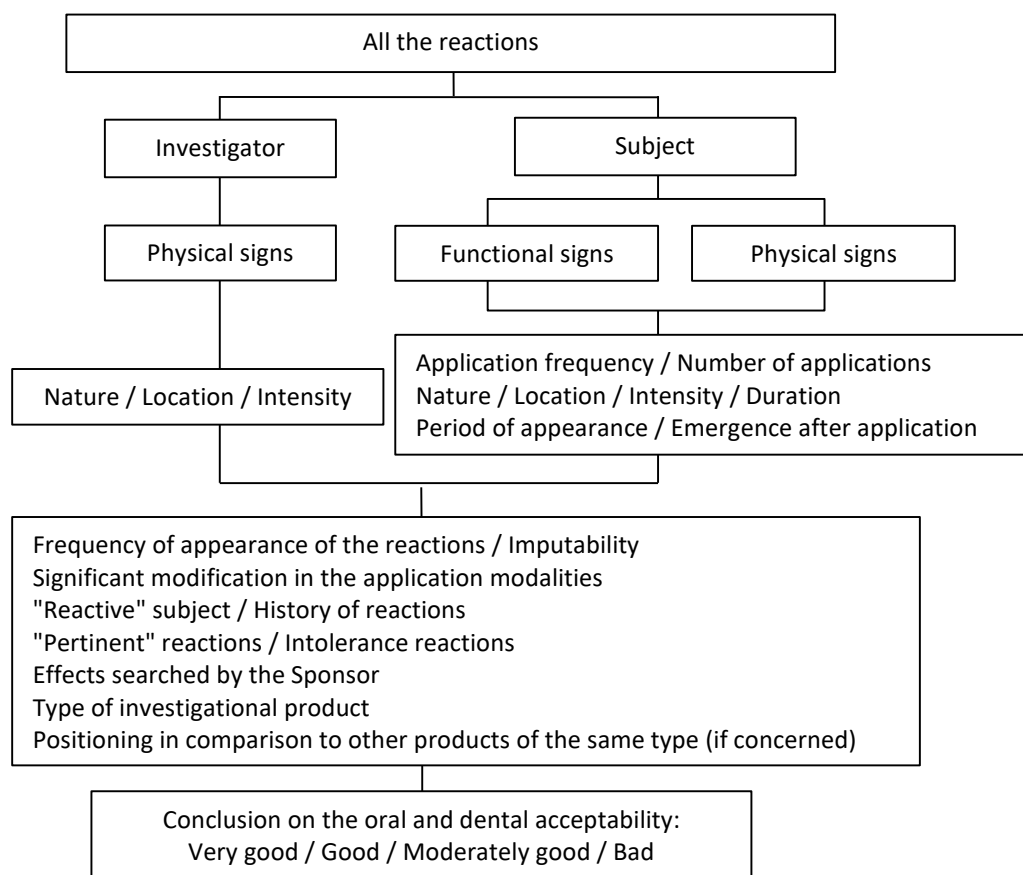 All the reactions
Investigator
Subject
Physical signs
Functional signs
Physical signs
Nature / Location / Intensity
Application frequency / Number of applications
Nature / Location / Intensity / Duration
Period of appearance / Emergence after application
Frequency of appearance of the reactions / Imputability
Significant modification in the application modalities
"Reactive" subject / History of reactions
"Pertinent" reactions / Intolerance reactions
Effects searched by the Sponsor
Type of investigational product
Positioning in comparison to other products of the same type (if concerned)
Conclusion on the oral and dental acceptability:
Very good / Good / Moderately good / Bad